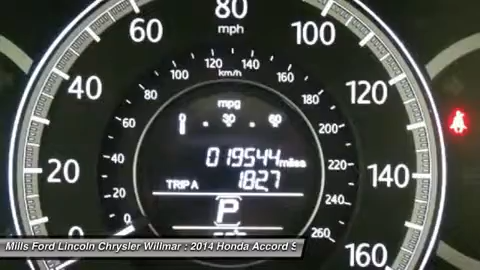 80
mph
60
100
40
120
20
140
0
160
120
100
140
km/h
80
160
60
180
40
200
20
220
0
240
260
mpg
0 . 30 . 60
019544 miles
TRIP A 182.7
P
Mills Ford Lincoln Chrysler Willmar : 2014 Honda Accord S